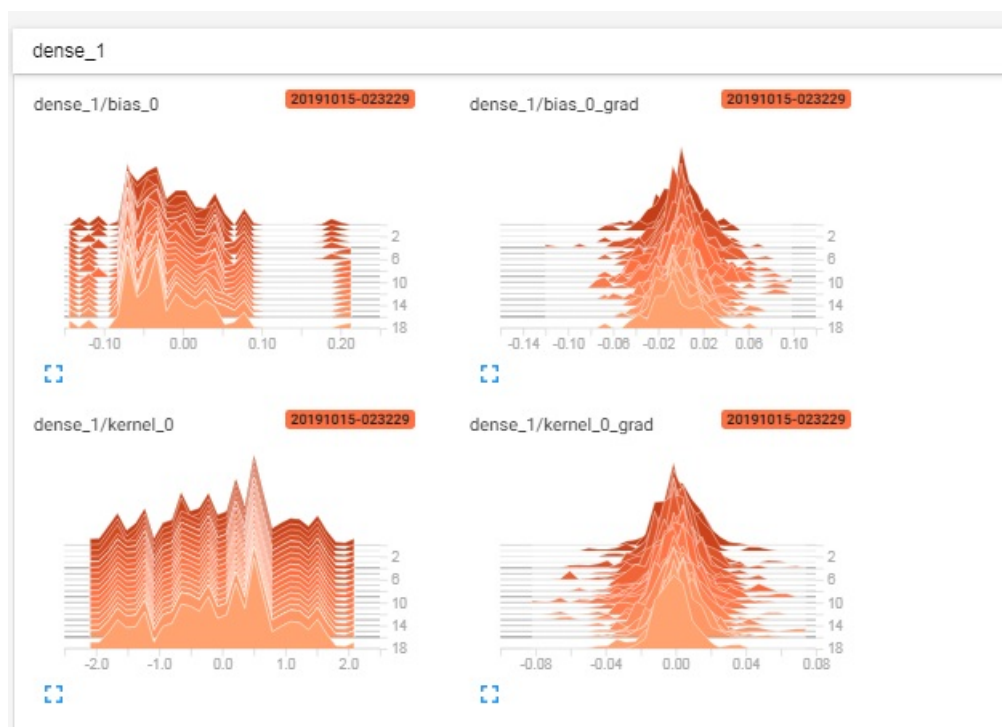 dense_1
dense_1/bias_0
20191015-023229
2
6
10
14
18
-0.10 0.00 0.10 0.20
dense_1/bias_0_grad
20191015-023229
2
6
10
14
18
-0.14 -0.10 -0.06 -0.02 0.02 0.06 0.10
dense_1/kernel_0
20191015-023229
2
6
10
14
18
-2.0 -1.0 0.0 1.0 2.0
dense_1/kernel_0_grad
20191015-023229
2
6
10
14
18
-0.08 -0.04 0.00 0.04 0.08